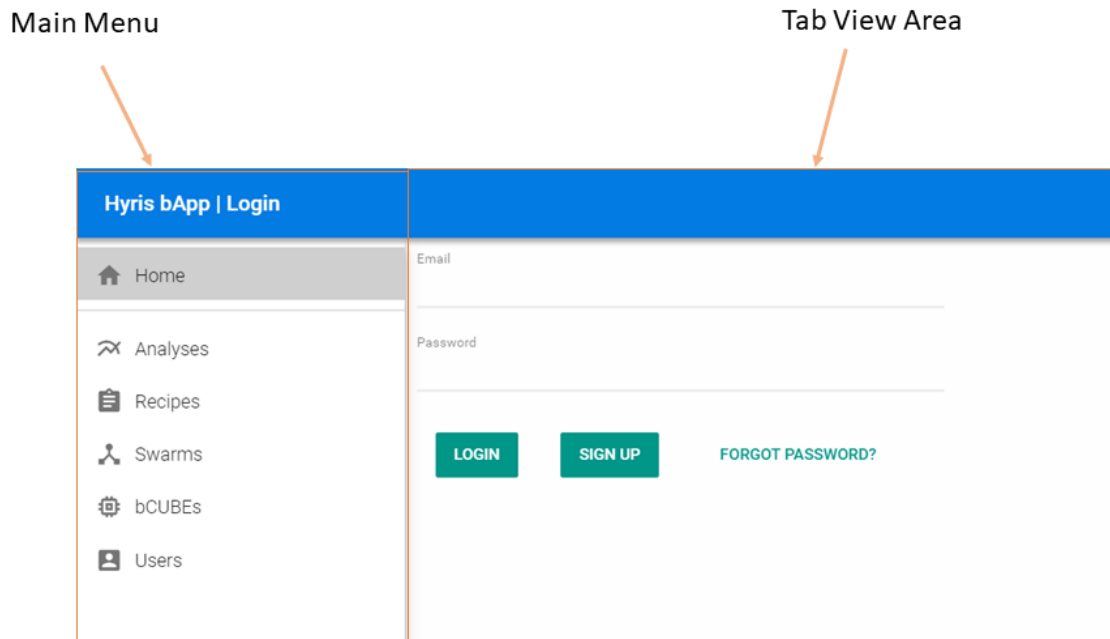 Main Menu
Tab View Area
Hyris bApp | Login
Home
Analyses
Recipes
Swarms
bCUBEs
Users
Email
Password
LOGIN
SIGN UP
FORGOT PASSWORD?